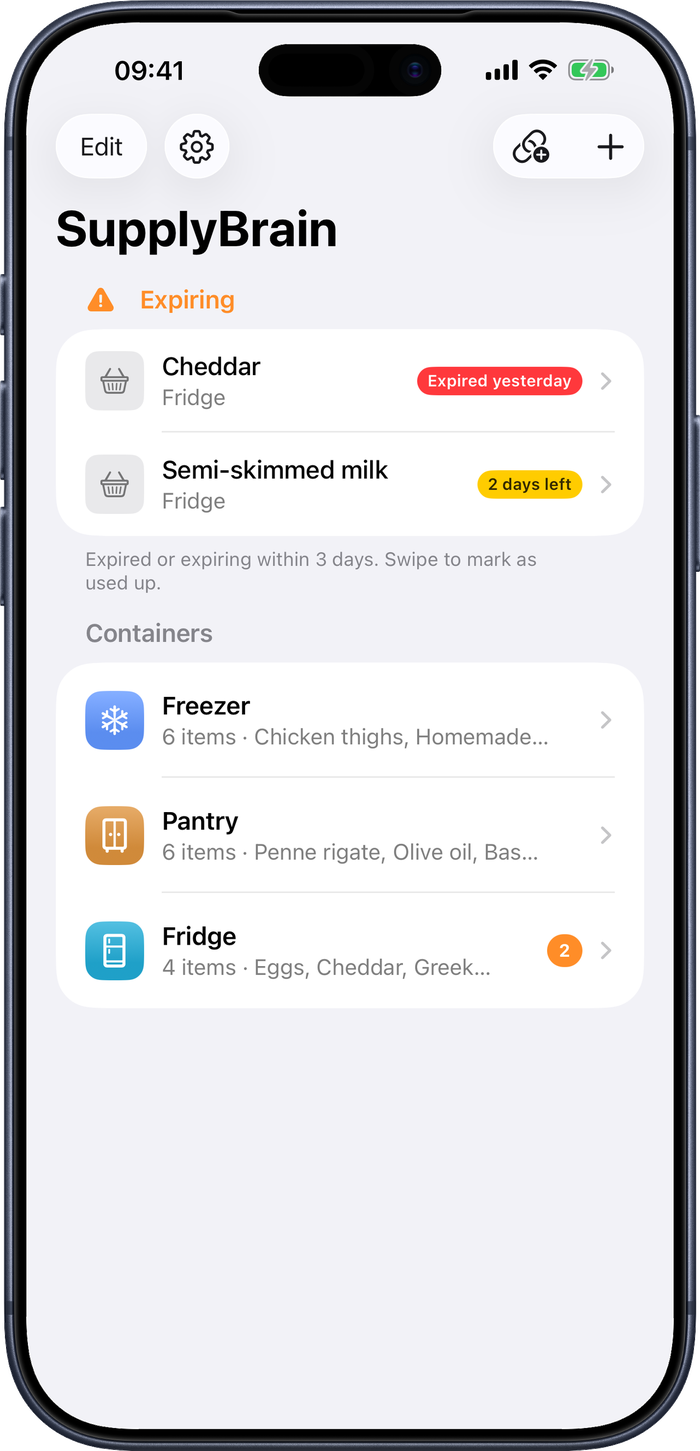 09:41
Edit
SupplyBrain
Expiring
Cheddar
Fridge
Expired yesterday
Semi-skimmed milk
Fridge
2 days left
Expired or expiring within 3 days. Swipe to mark as
used up.
Containers
Freezer
6 items · Chicken thighs, Homemade...
Pantry
6 items · Penne rigate, Olive oil, Bas...
Fridge
4 items · Eggs, Cheddar, Greek...
2